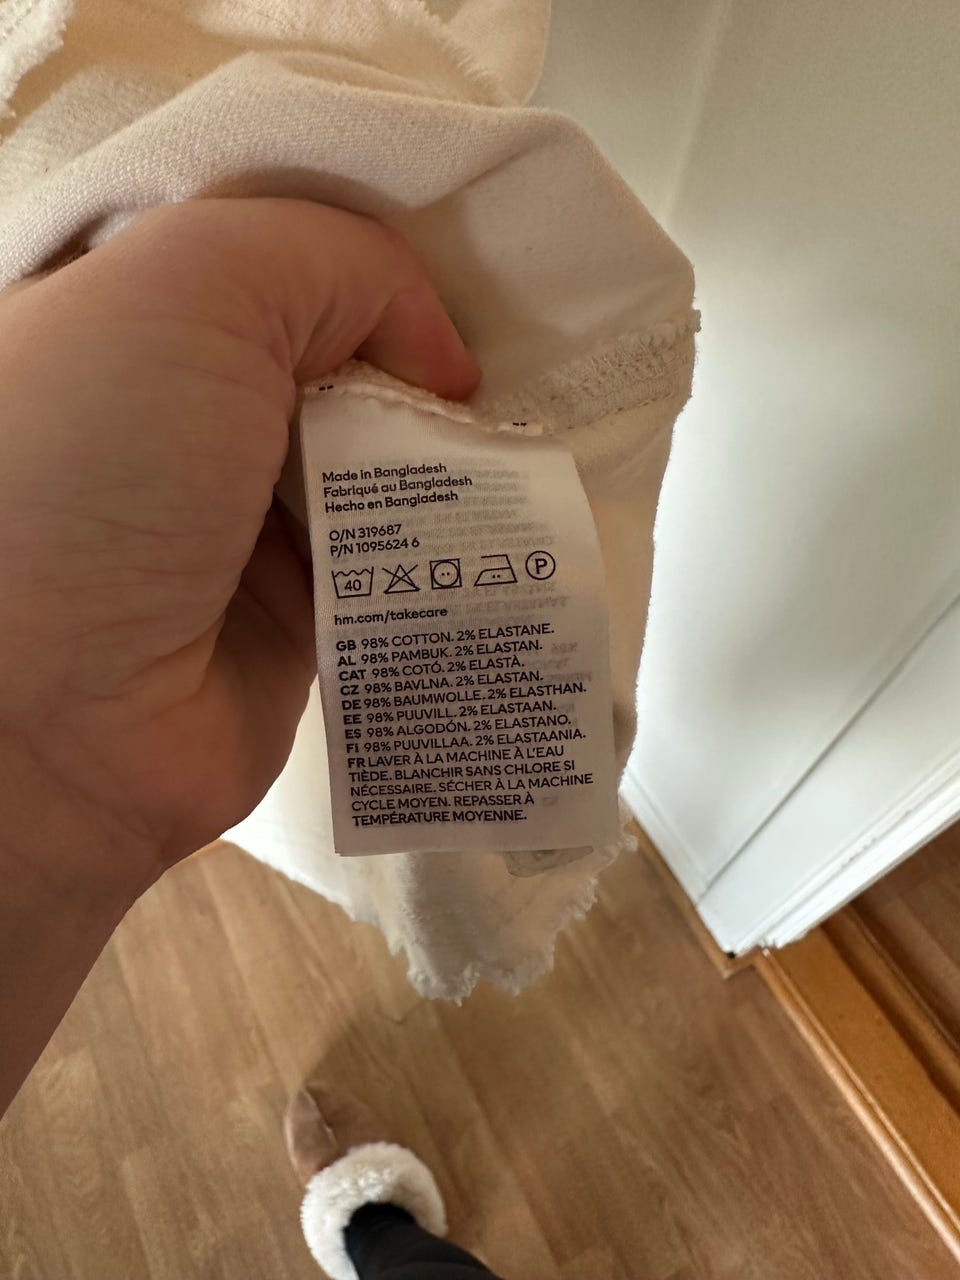 Made in Bangladesh
Fabriqué au Bangladesh
Hecho en Bangladesh
O/N 319687
P/N 1095624 6
40 P
hm.com/takecare
GB 98% COTTON. 2% ELASTANE.
AL 98% PAMBUK. 2% ELASTAN.
CAT 98% COTÓ. 2% ELASTÀ.
CZ 98% BAVLNA. 2% ELASTAN.
DE 98% BAUMWOLLE. 2% ELASTHAN.
EE 98% PUUVILL. 2% ELASTAAN.
ES 98% ALGODÓN. 2% ELASTANO.
FI 98% PUUVILLAA. 2% ELASTAANIA.
FR LAVER À LA MACHINE À L'EAU
TIÈDE. BLANCHIR SANS CHLORE SI
NÉCESSAIRE. SÉCHER À LA MACHINE
CYCLE MOYEN. REPASSER À
TEMPÉRATURE MOYENNE.